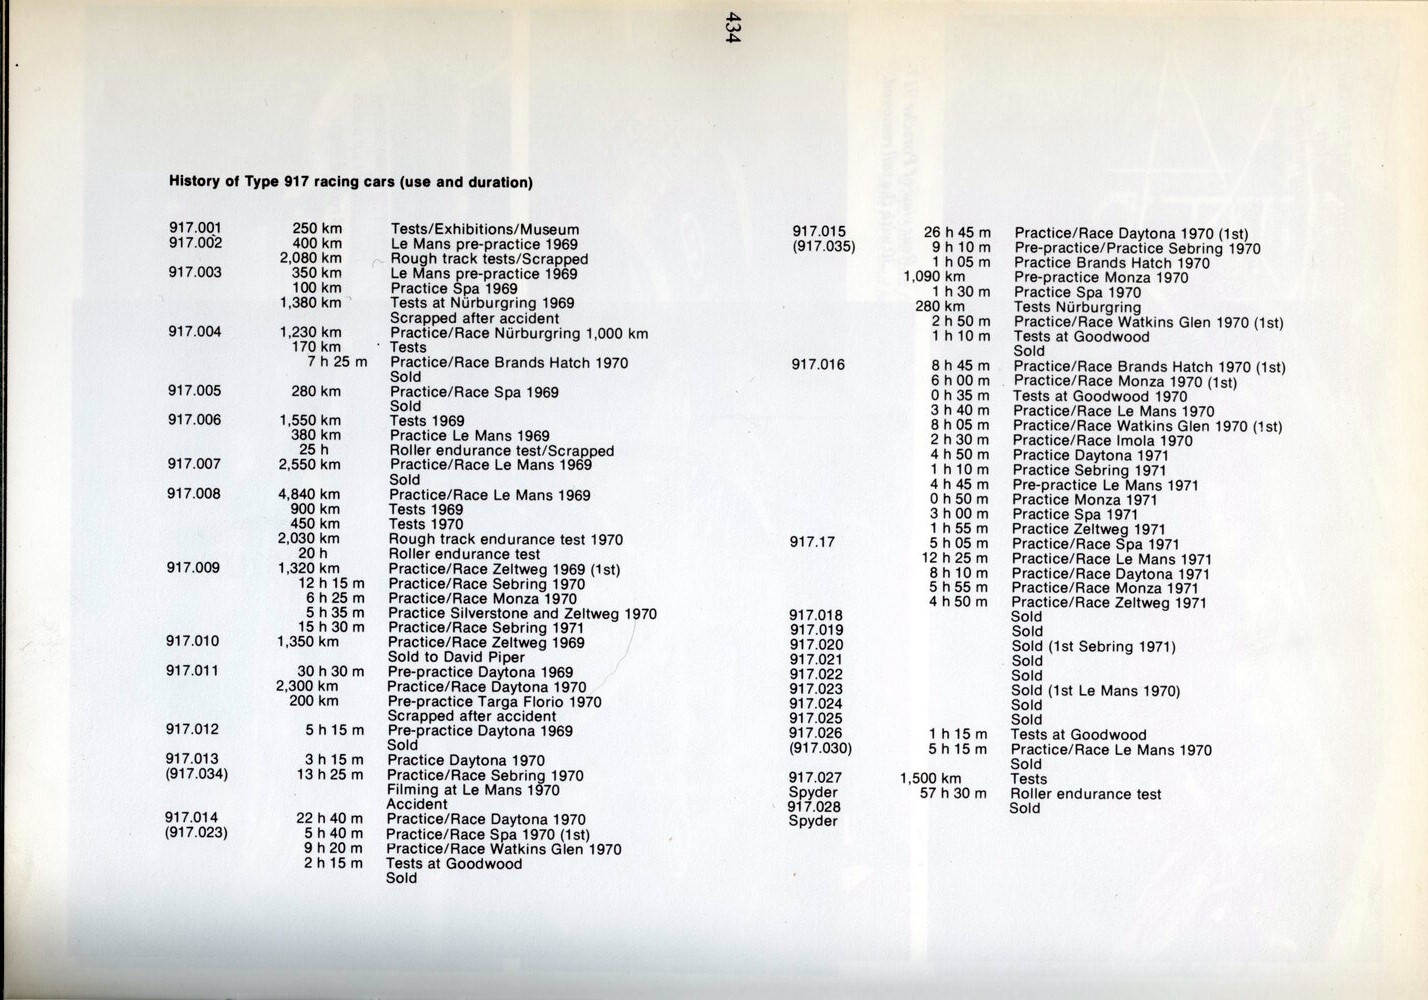 434
History of Type 917 racing cars (use and duration)
917.001 250 km Tests/Exhibitions/Museum
917.002 400 km Le Mans pre-practice 1969
2,080 km Rough track tests/Scrapped
917.003 350 km Le Mans pre-practice 1969
100 km Practice Spa 1969
1,380 km Tests at Nürburgring 1969
Scrapped after accident
917.004 1,230 km Practice/Race Nürburgring 1,000 km
170 km Tests
7 h 25 m Practice/Race Brands Hatch 1970
Sold
917.005 280 km Practice/Race Spa 1969
Sold
917.006 1,550 km Tests 1969
380 km Practice Le Mans 1969
25 h Roller endurance test/Scrapped
917.007 2,550 km Practice/Race Le Mans 1969
Sold
917.008 4,840 km Practice/Race Le Mans 1969
900 km Tests 1969
450 km Tests 1970
2,030 km Rough track endurance test 1970
20 h Roller endurance test
917.009 1,320 km Practice/Race Zeltweg 1969 (1st)
12 h 15 m Practice/Race Sebring 1970
6 h 25 m Practice/Race Monza 1970
5 h 35 m Practice Silverstone and Zeltweg 1970
15 h 30 m Practice/Race Sebring 1971
917.010 1,350 km Practice/Race Zeltweg 1969
Sold to David Piper
917.011 30 h 30 m Pre-practice Daytona 1969
2,300 km Practice/Race Daytona 1970
200 km Pre-practice Targa Florio 1970
Scrapped after accident
917.012 5 h 15 m Pre-practice Daytona 1969
Sold
917.013 3 h 15 m Practice Daytona 1970
(917.034) 13 h 25 m Practice/Race Sebring 1970
Filming at Le Mans 1970
Accident
917.014 22 h 40 m Practice/Race Daytona 1970
(917.023) 5 h 40 m Practice/Race Spa 1970 (1st)
9 h 20 m Practice/Race Watkins Glen 1970
2 h 15 m Tests at Goodwood
Sold
917.015 26 h 45 m Practice/Race Daytona 1970 (1st)
(917.035) 9 h 10 m Pre-practice/Practice Sebring 1970
1 h 05 m Practice Brands Hatch 1970
1,090 km Pre-practice Monza 1970
1 h 30 m Practice Spa 1970
280 km Tests Nürburgring
2 h 50 m Practice/Race Watkins Glen 1970 (1st)
1 h 10 m Tests at Goodwood
Sold
917.016 8 h 45 m Practice/Race Brands Hatch 1970 (1st)
6 h 00 m Practice/Race Monza 1970 (1st)
0 h 35 m Tests at Goodwood 1970
3 h 40 m Practice/Race Le Mans 1970
8 h 05 m Practice/Race Watkins Glen 1970 (1st)
2 h 30 m Practice/Race Imola 1970
4 h 50 m Practice Daytona 1971
1 h 10 m Practice Sebring 1971
4 h 45 m Pre-practice Le Mans 1971
0 h 50 m Practice Monza 1971
3 h 00 m Practice Spa 1971
1 h 55 m Practice Zeltweg 1971
917.17 5 h 05 m Practice/Race Spa 1971
12 h 25 m Practice/Race Le Mans 1971
8 h 10 m Practice/Race Daytona 1971
5 h 55 m Practice/Race Monza 1971
4 h 50 m Practice/Race Zeltweg 1971
917.018 Sold
917.019 Sold
917.020 Sold (1st Sebring 1971)
917.021 Sold
917.022 Sold
917.023 Sold (1st Le Mans 1970)
917.024 Sold
917.025 Sold
917.026 1 h 15 m Tests at Goodwood
(917.030) 5 h 15 m Practice/Race Le Mans 1970
Sold
917.027 1,500 km Tests
Spyder 57 h 30 m Roller endurance test
917.028 Sold
Spyder